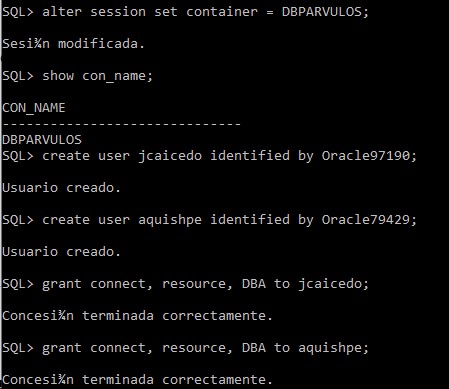 SQL> alter session set container = DBPARVULOS;
Sesi¾n modificada.
SQL> show con_name;
CON_NAME
------------------------------
DBPARVULOS
SQL> create user jcaicedo identified by Oracle97190;
Usuario creado.
SQL> create user aquishpe identified by Oracle79429;
Usuario creado.
SQL> grant connect, resource, DBA to jcaicedo;
Concesi¾n terminada correctamente.
SQL> grant connect, resource, DBA to aquishpe;
Concesi¾n terminada correctamente.